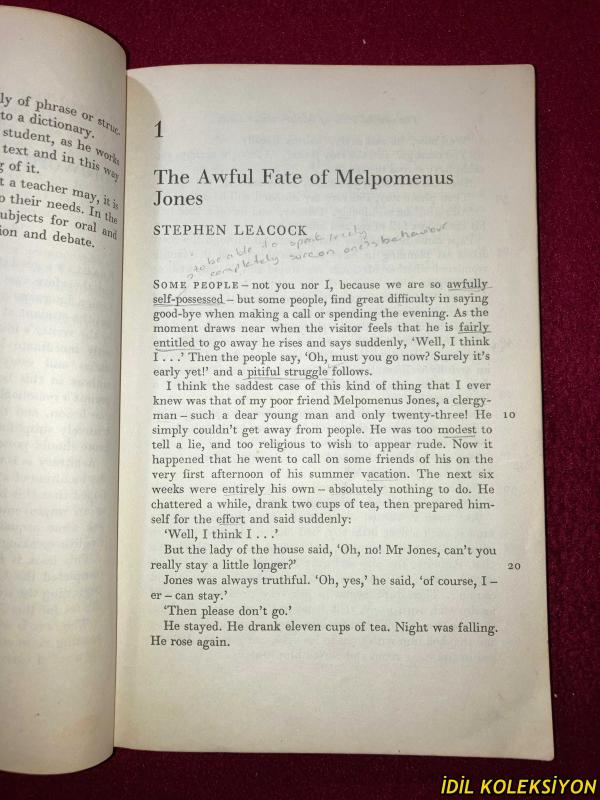 ly of phrase or struc-
to a dictionary.
student, as he works
text and in this way
g of it.
t a teacher may, it is
o their needs. In the
ubjects for oral and
ion and debate.
1
The Awful Fate of Melpomenus
Jones
STEPHEN LEACOCK
to be able to speak freely
completely sure on one's behaviour
SOME PEOPLE – not you nor I, because we are so awfully
self-possessed – but some people, find great difficulty in saying
good-bye when making a call or spending the evening. As the
moment draws near when the visitor feels that he is fairly
entitled to go away he rises and says suddenly, 'Well, I think
I . . .' Then the people say, 'Oh, must you go now? Surely it's
early yet!' and a pitiful struggle follows.
I think the saddest case of this kind of thing that I ever
knew was that of my poor friend Melpomenus Jones, a clergy-
man – such a dear young man and only twenty-three! He 10
simply couldn't get away from people. He was too modest to
tell a lie, and too religious to wish to appear rude. Now it
happened that he went to call on some friends of his on the
very first afternoon of his summer vacation. The next six
weeks were entirely his own – absolutely nothing to do. He
chattered a while, drank two cups of tea, then prepared him-
self for the effort and said suddenly:
'Well, I think I . . .'
But the lady of the house said, 'Oh, no! Mr Jones, can't you
really stay a little longer?' 20
Jones was always truthful. 'Oh, yes,' he said, 'of course, I –
er – can stay.'
'Then please don't go.'
He stayed. He drank eleven cups of tea. Night was falling.
He rose again.
İDİL KOLEKSİYON